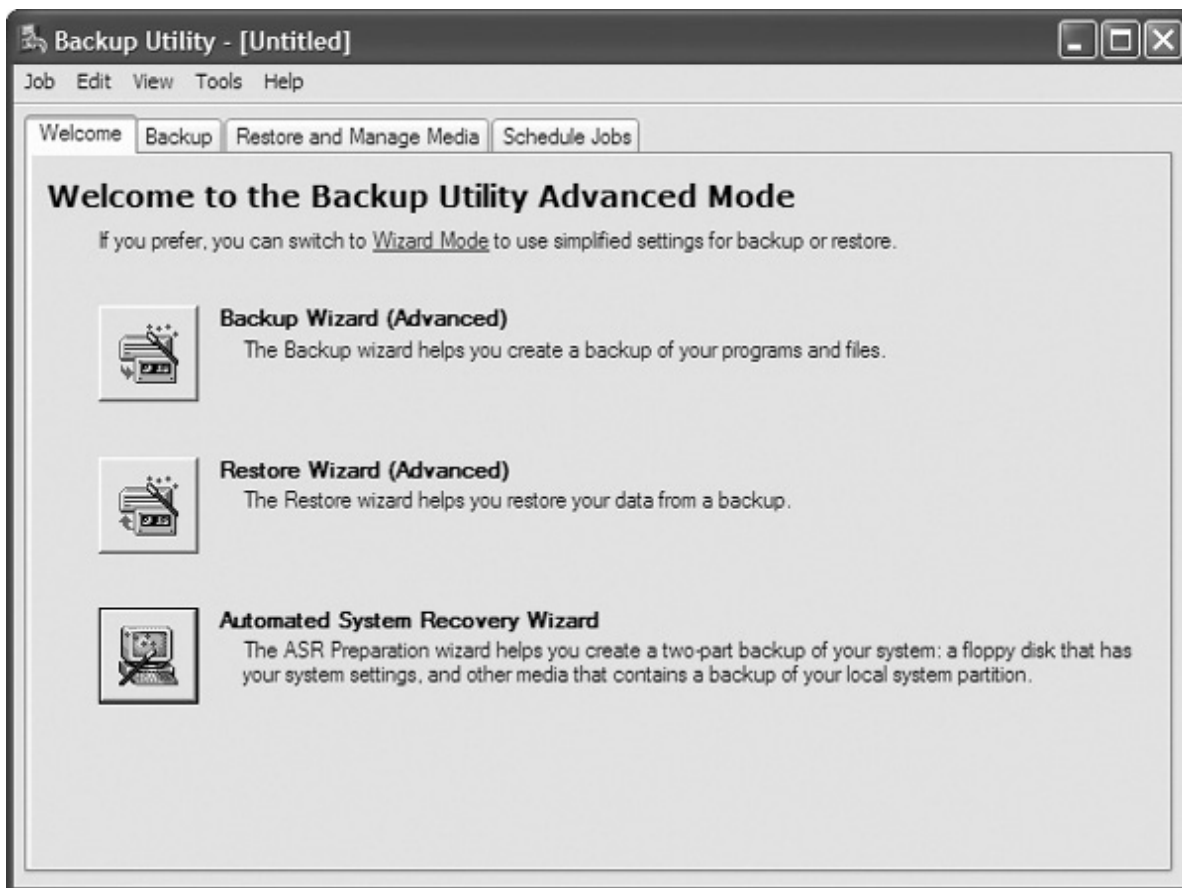 Backup Utility - [Untitled]
Job Edit View Tools Help
Welcome Backup Restore and Manage Media Schedule Jobs
Welcome to the Backup Utility Advanced Mode
If you prefer, you can switch to Wizard Mode to use simplified settings for backup or restore.
Backup Wizard (Advanced)
The Backup wizard helps you create a backup of your programs and files.
Restore Wizard (Advanced)
The Restore wizard helps you restore your data from a backup.
Automated System Recovery Wizard
The ASR Preparation wizard helps you create a two-part backup of your system: a floppy disk that has
your system settings, and other media that contains a backup of your local system partition.